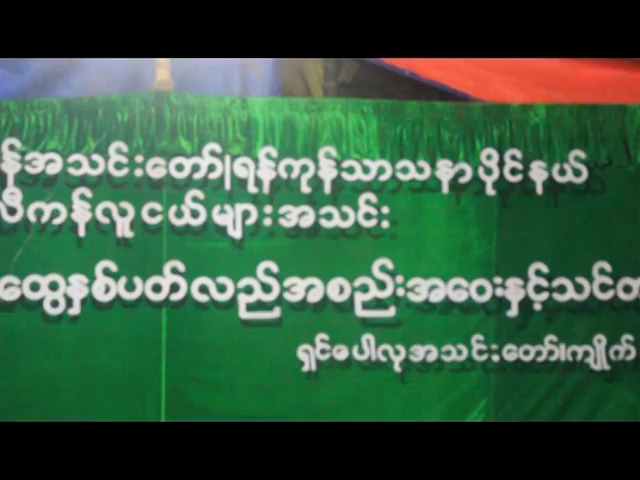 န်အသင်းတော်၊ရန်ကုန်သာသနာပိုင်နယ်
လီကန်လူငယ်များအသင်း
ထွေနှစ်ပတ်လည်အစည်းအဝေးနှင့်သင်တ
ရှင်ပေါလုအသင်းတော်၊ကျိုက်